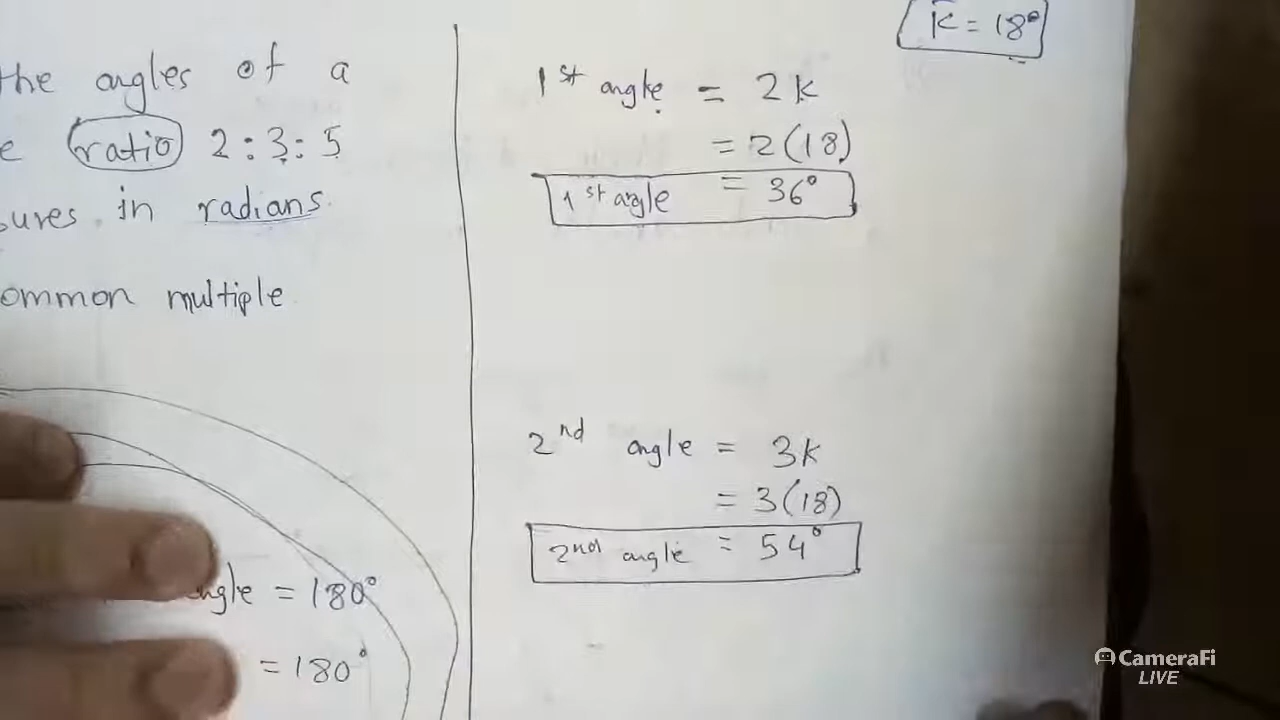 the angles of a
e ratio 2:3:5
sures in radians.
ommon multiple
ngle = 180°
= 180°
K = 18°
1st angle = 2k
= 2(18)
1st angle = 36°
2nd angle = 3k
= 3(18)
2nd angle = 54°
CameraFi
LIVE